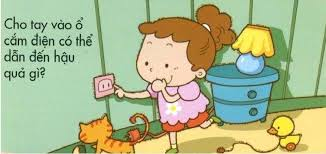 Cho tay vào ổ
cắm điện có thể
dẫn đến hậu
quả gì?